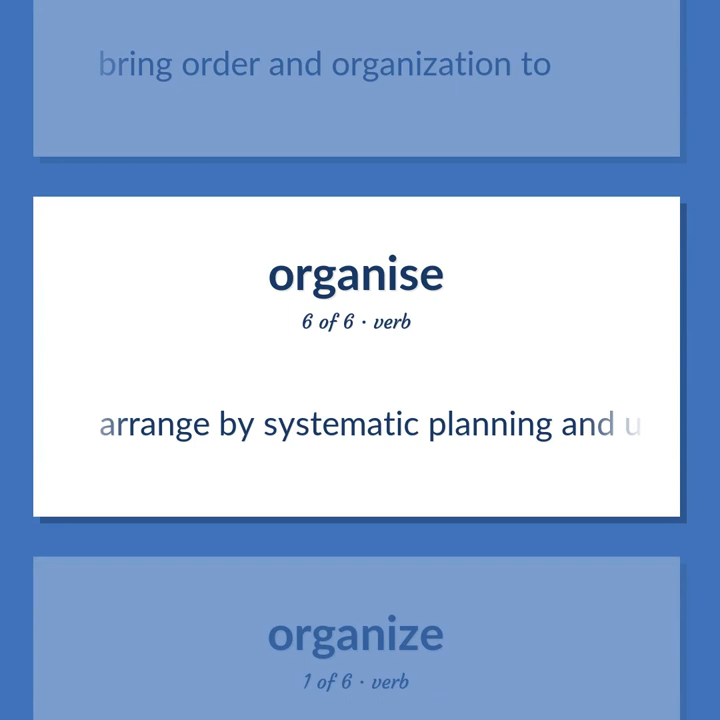 bring order and organization to
organise
6 of 6 · verb
arrange by systematic planning and u
organize
1 of 6 · verb